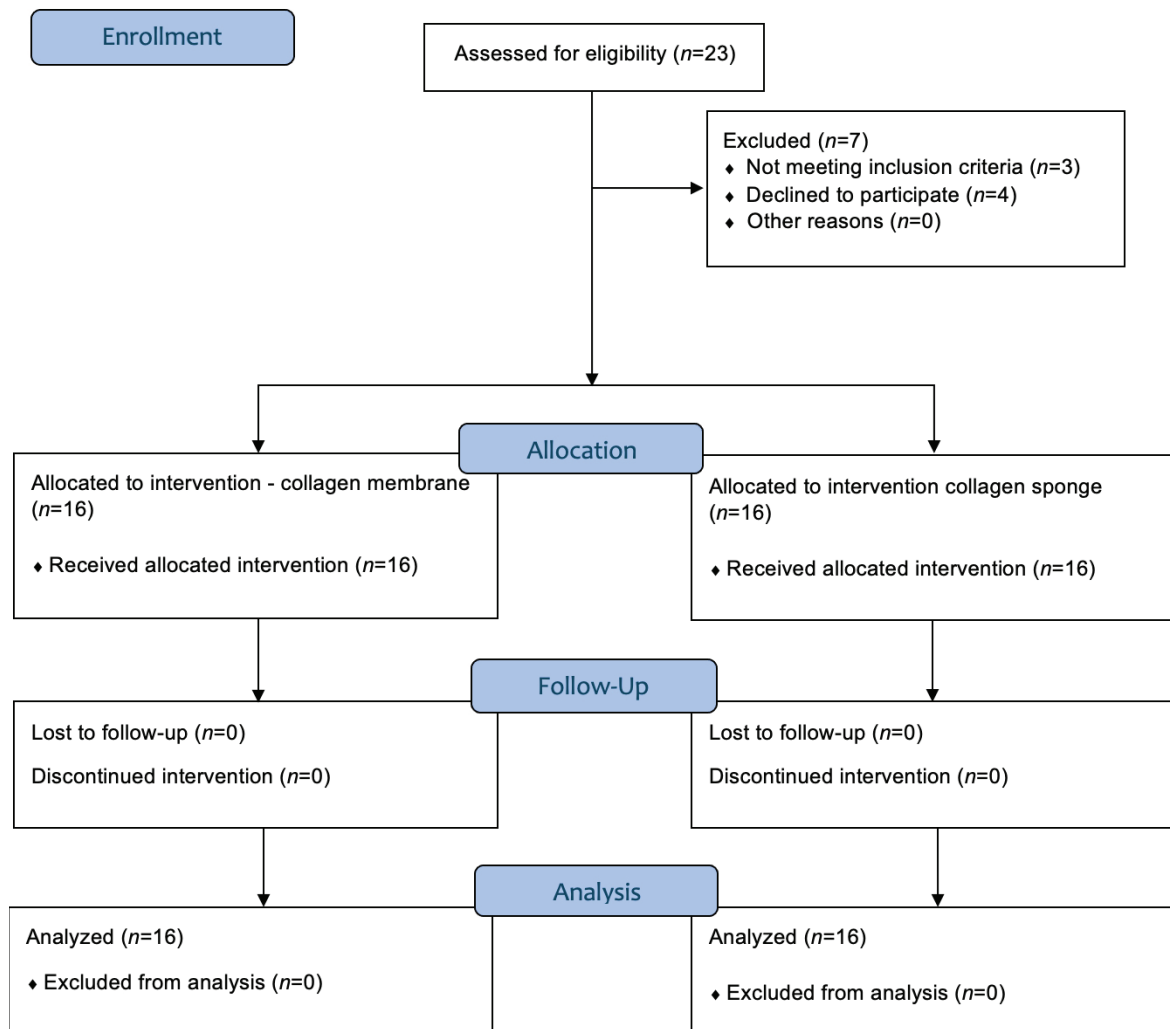 Enrollment
Assessed for eligibility (n=23)
Excluded (n=7)
♦ Not meeting inclusion criteria (n=3)
♦ Declined to participate (n=4)
♦ Other reasons (n=0)
Allocation
Allocated to intervention - collagen membrane
(n=16)
♦ Received allocated intervention (n=16)
Allocated to intervention collagen sponge
(n=16)
♦ Received allocated intervention (n=16)
Follow-Up
Lost to follow-up (n=0)
Discontinued intervention (n=0)
Lost to follow-up (n=0)
Discontinued intervention (n=0)
Analysis
Analyzed (n=16)
♦ Excluded from analysis (n=0)
Analyzed (n=16)
♦ Excluded from analysis (n=0)